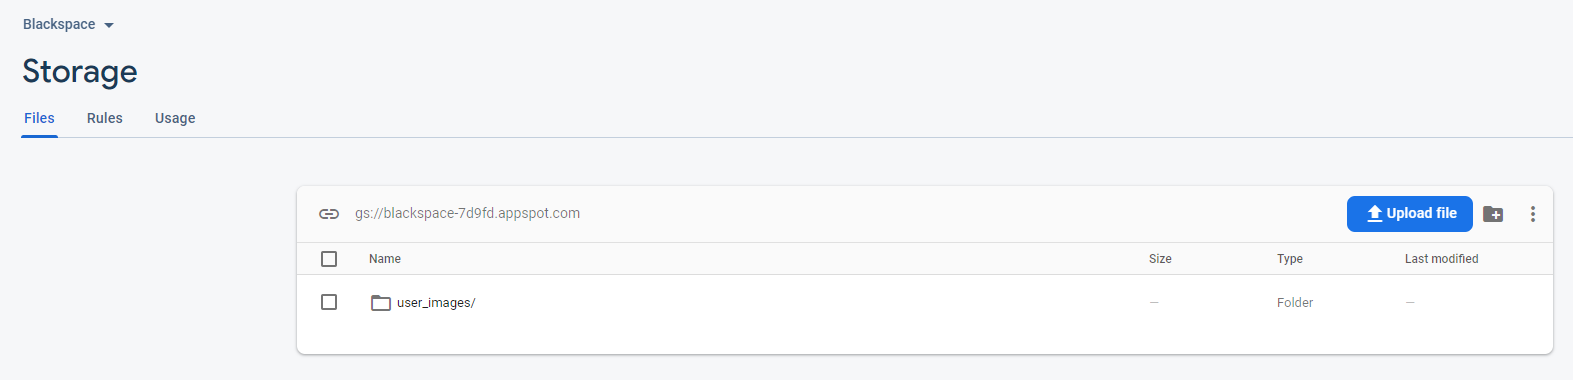 Blackspace
Storage
Files Rules Usage
gs://blackspace-7d9fd.appspot.com Upload file
Name Size Type Last modified
user_images/ — Folder —